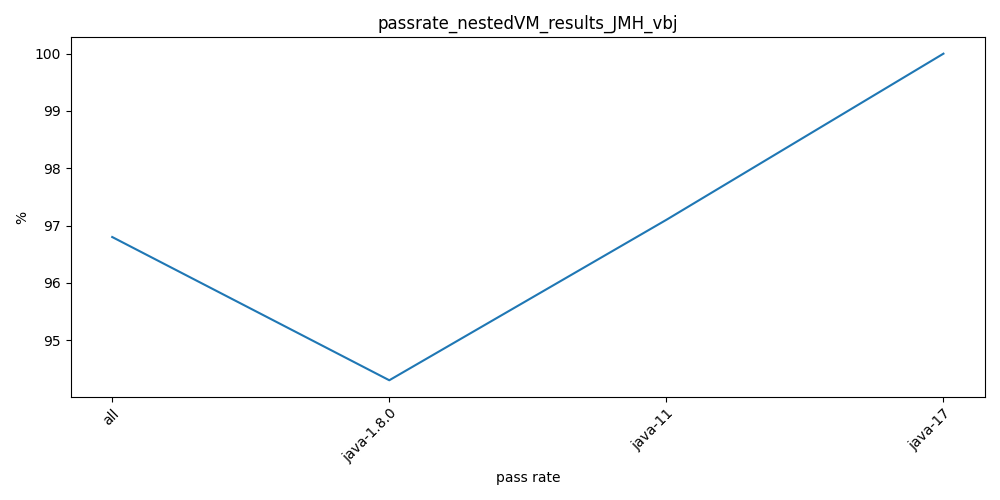 passrate_nestedVM_results_JMH_vbj
100
99
98
97
96
95
%
all
java-1.8.0
java-11
java-17
pass rate